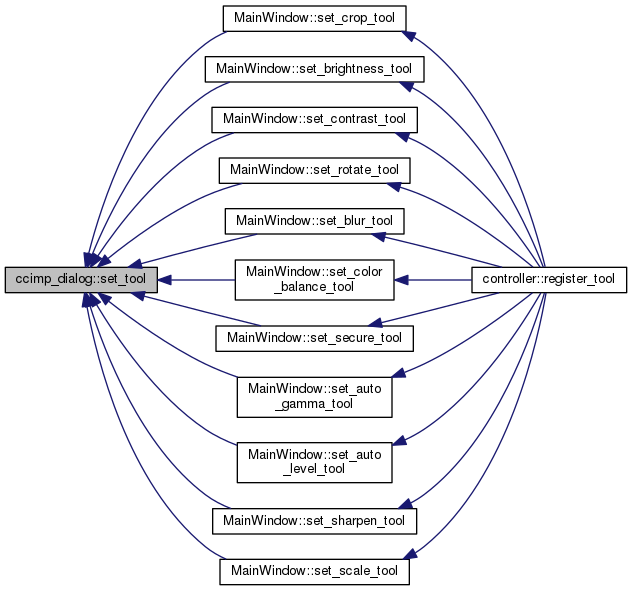 MainWindow::set_crop_tool
MainWindow::set_brightness_tool
MainWindow::set_contrast_tool
MainWindow::set_rotate_tool
MainWindow::set_blur_tool
ccimp_dialog::set_tool
MainWindow::set_color
_balance_tool
controller::register_tool
MainWindow::set_secure_tool
MainWindow::set_auto
_gamma_tool
MainWindow::set_auto
_level_tool
MainWindow::set_sharpen_tool
MainWindow::set_scale_tool